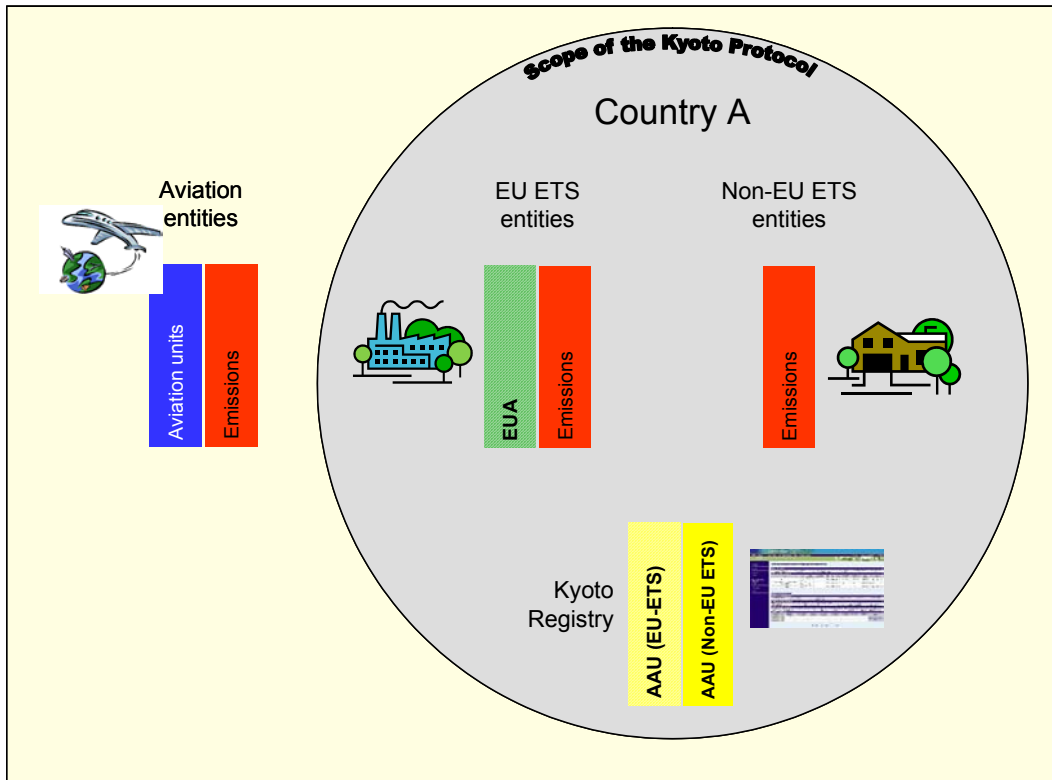 Scope of the Kyoto Protocol
Country A
Aviation
entities
EU ETS
entities
Non-EU ETS
entities
Aviation units
Emissions
EUA
Emissions
Emissions
Kyoto
Registry
AAU (EU-ETS)
AAU (Non-EU ETS)